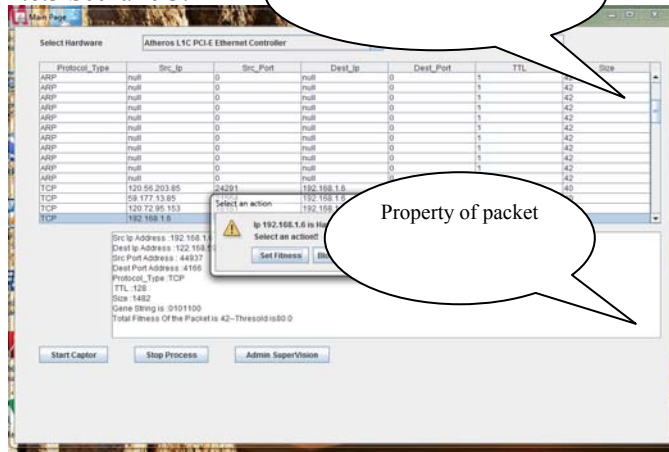 Main Page
Select Hardware Atheros L1C PCI-E Ethernet Controller
Protocol_Type Src_Ip Src_Port Dest_Ip Dest_Port TTL Size
ARP null 0 null 0 1 42
ARP null 0 null 0 1 42
ARP null 0 null 0 1 42
ARP null 0 null 0 1 42
ARP null 0 null 0 1 42
ARP null 0 null 0 1 42
ARP null 0 null 0 1 42
ARP null 0 null 0 1 42
ARP null 0 null 0 1 42
ARP null 0 null 0 1 42
TCP 120.56.203.85 24291 192.168.1.6 40
TCP 59.177.13.85 192.168.1.6
TCP 120.72.95.153 192.168.1.6
TCP 192.168.1.6
Select an action
Ip 192.168.1.6 is
Select an action!!
Set Fitness
Property of packet
Src Ip Address :192.168.1
Dest Ip Address : 122.168
Src Port Address : 44937
Dest Port Address :4166
Protocol_Type :TCP
TTL :128
Size :1482
Gene String is :0101100
Total Fitness Of the Packet is 42--Thresold is80.0
Start Captor Stop Process Admin SuperVision